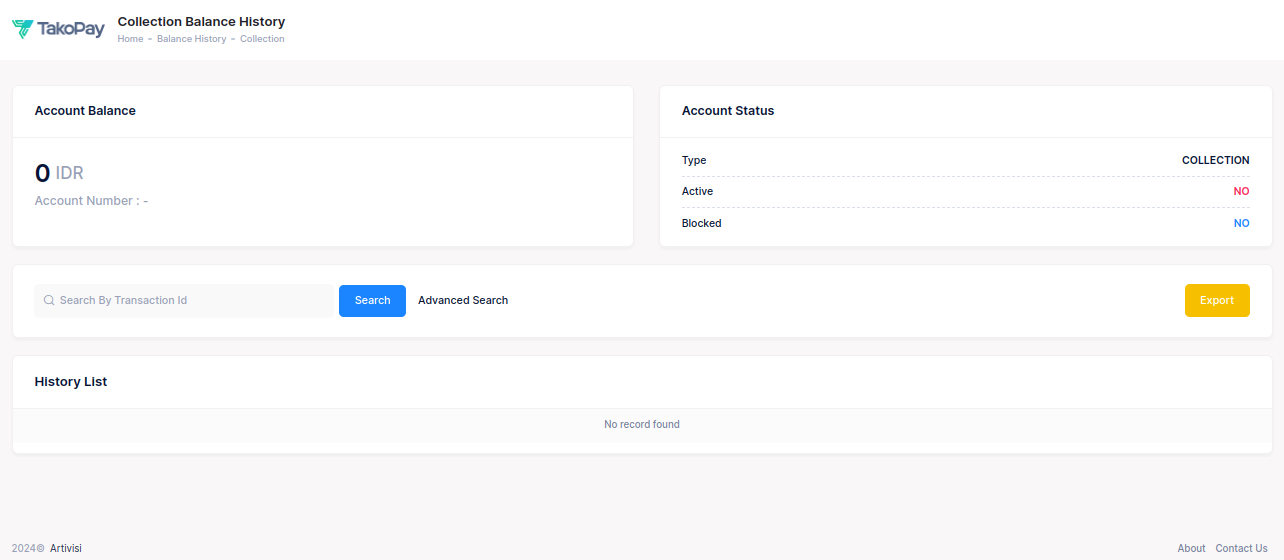 TakoPay
Collection Balance History
Home - Balance History - Collection
Account Balance
0 IDR
Account Number : -
Account Status
Type COLLECTION
Active NO
Blocked NO
Search By Transaction Id Search Advanced Search Export
History List
No record found
2024© Artivisi About Contact Us